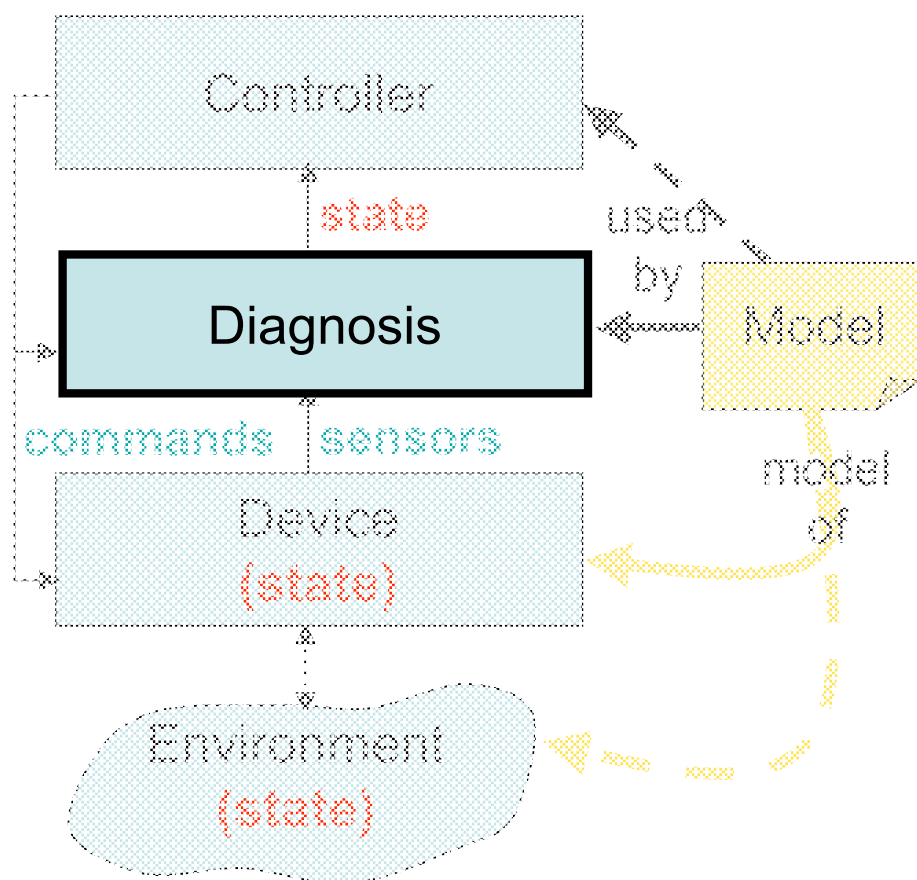 Controller
state
used
by
Diagnosis
Model
commands
sensors
model
of
Device
(state)
Environment
(state)